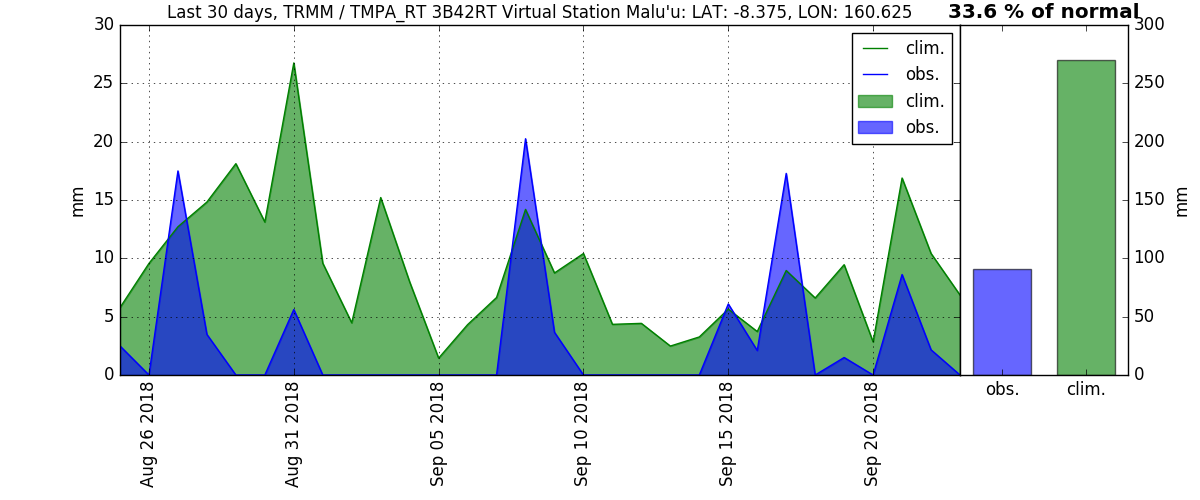 Last 30 days, TRMM / TMPA_RT 3B42RT Virtual Station Malu'u: LAT: -8.375, LON: 160.625
33.6 % of normal
30
25
20
15
10
5
0
mm
clim.
obs.
clim.
obs.
Aug 26 2018
Aug 31 2018
Sep 05 2018
Sep 10 2018
Sep 15 2018
Sep 20 2018
300
250
200
150
100
50
0
mm
obs.
clim.